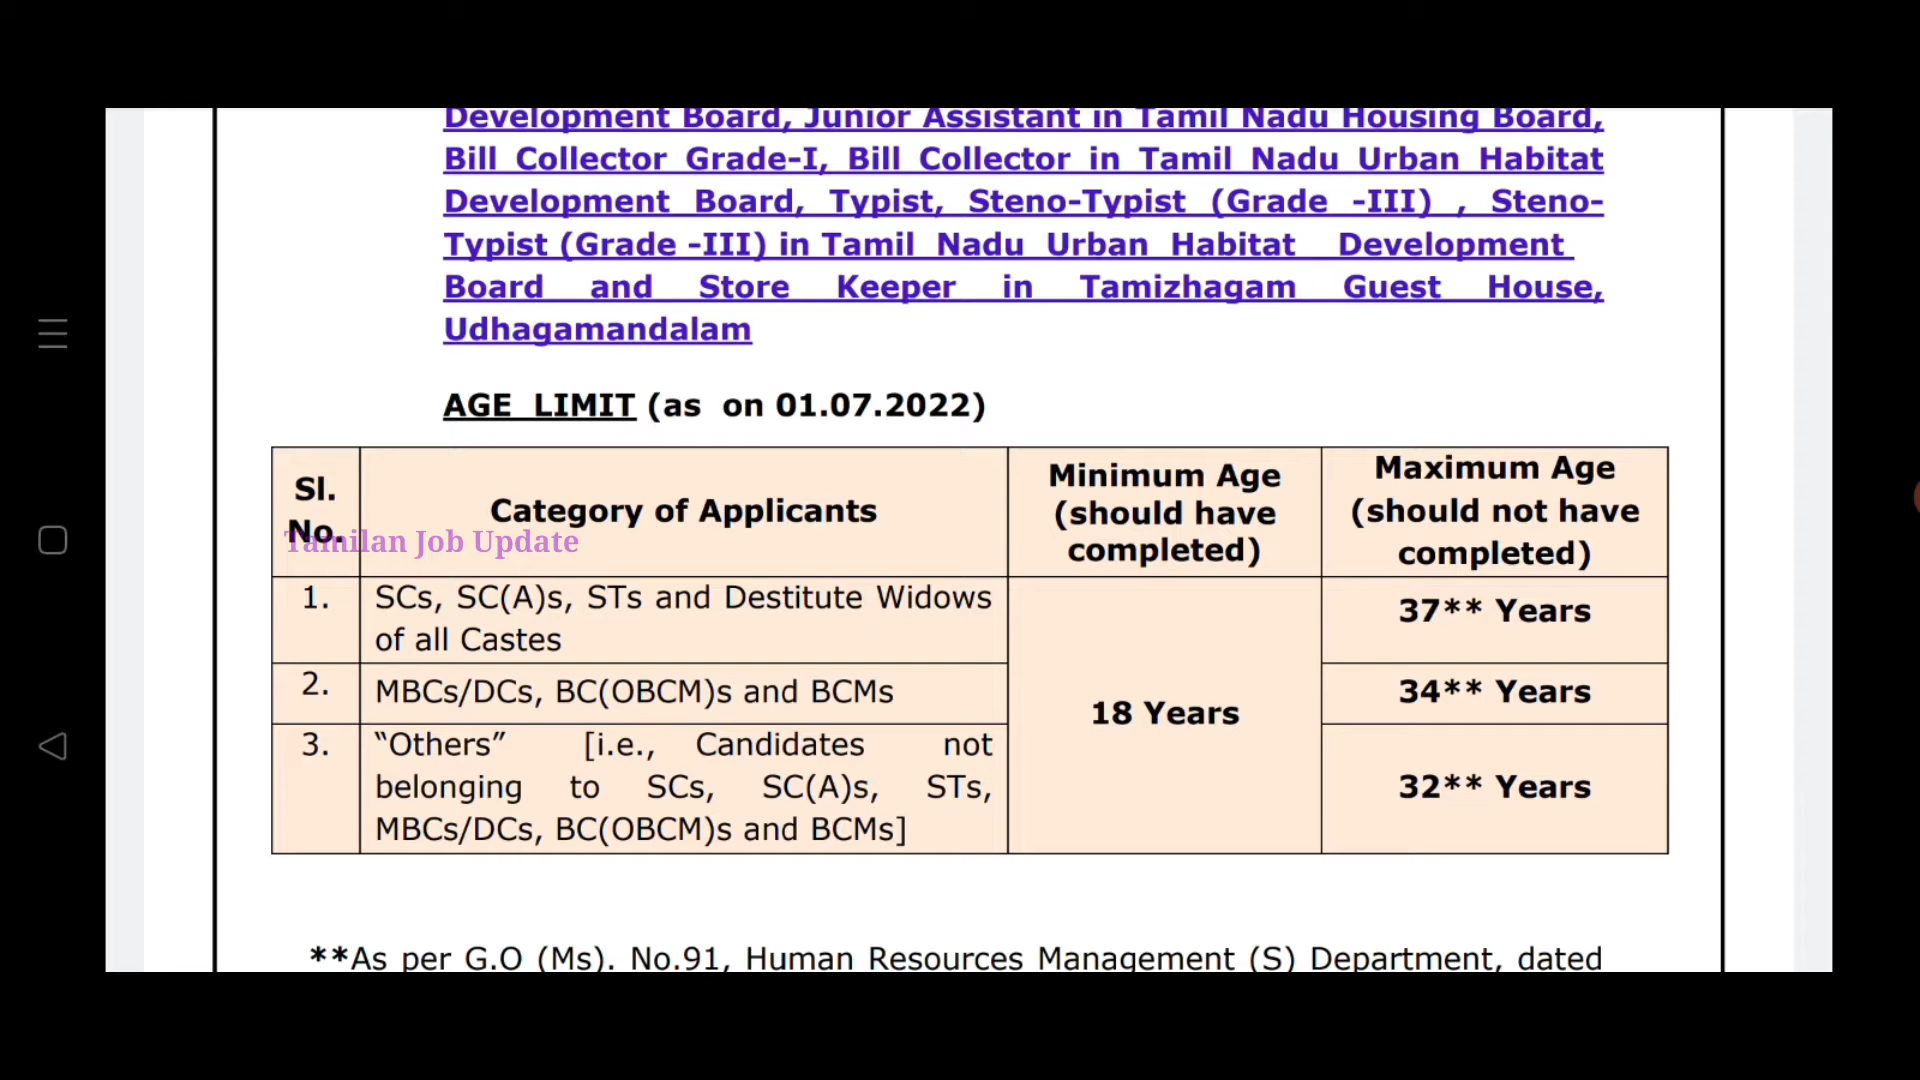 Development Board, Junior Assistant in Tamil Nadu Housing Board,
Bill Collector Grade-I, Bill Collector in Tamil Nadu Urban Habitat
Development Board, Typist, Steno-Typist (Grade -III) , Steno-
Typist (Grade -III) in Tamil Nadu Urban Habitat Development
Board and Store Keeper in Tamizhagam Guest House,
Udhagamandalam
AGE LIMIT (as on 01.07.2022)
Sl. No.
Category of Applicants
Minimum Age
(should have
completed)
Maximum Age
(should not have
completed)
Tamilan Job Update
1.
SCs, SC(A)s, STs and Destitute Widows
of all Castes
37** Years
2.
MBCs/DCs, BC(OBCM)s and BCMs
18 Years
34** Years
3.
“Others” [i.e., Candidates not
belonging to SCs, SC(A)s, STs,
MBCs/DCs, BC(OBCM)s and BCMs]
32** Years
**As per G.O (Ms). No.91, Human Resources Management (S) Department, dated